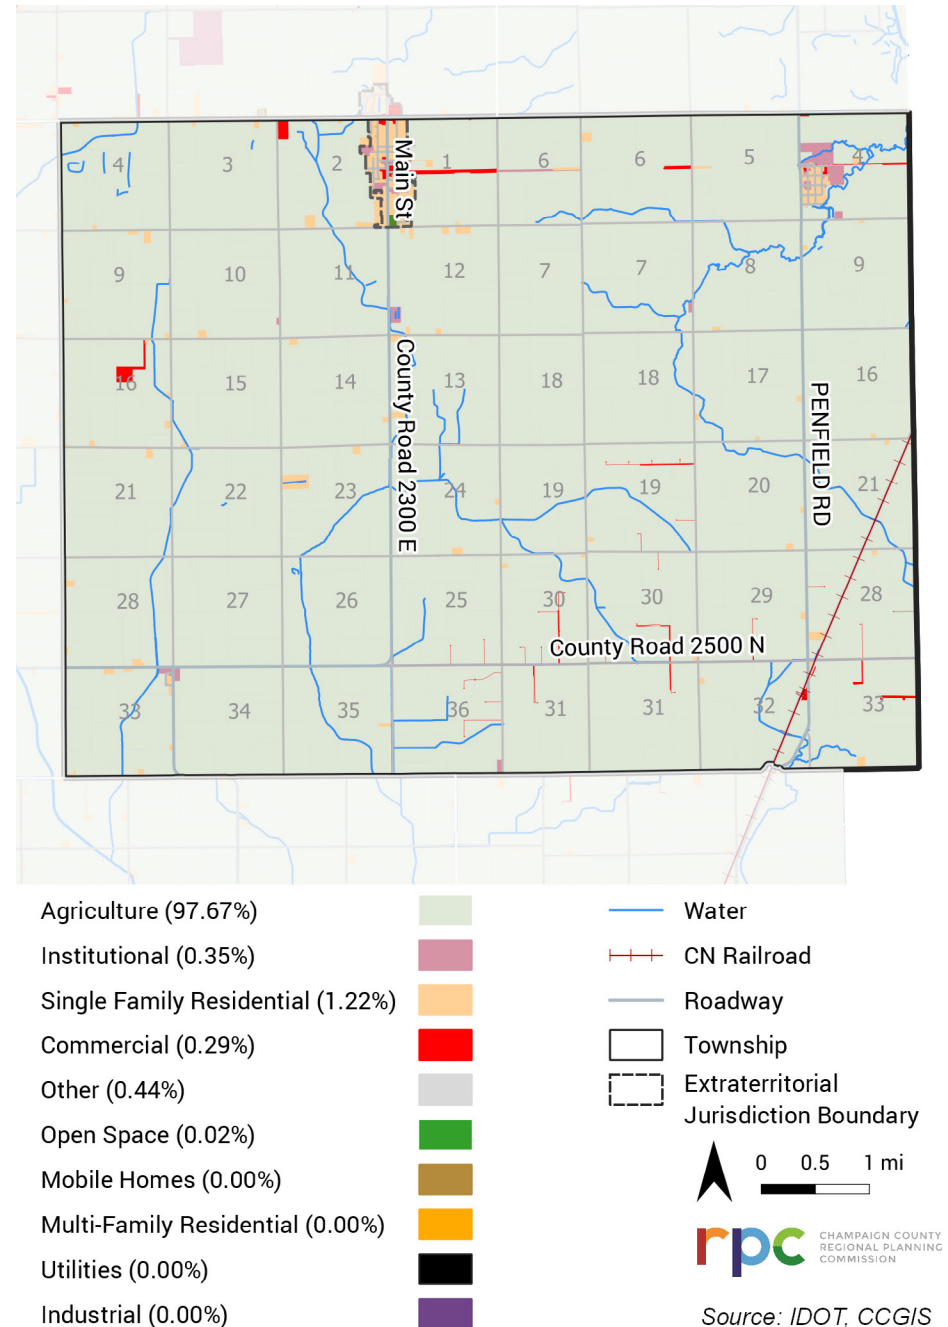 4
3
2
Main St
1
6
6
5
4
9
10
11
12
7
7
8
9
16
15
14
County Road 2300 E
13
18
18
17
PENFIELD RD
16
21
22
23
24
19
19
20
21
28
27
26
25
30
30
29
28
County Road 2500 N
33
34
35
36
31
31
32
33
Agriculture (97.67%)
Institutional (0.35%)
Single Family Residential (1.22%)
Commercial (0.29%)
Other (0.44%)
Open Space (0.02%)
Mobile Homes (0.00%)
Multi-Family Residential (0.00%)
Utilities (0.00%)
Industrial (0.00%)
Water
CN Railroad
Roadway
Township
Extraterritorial
Jurisdiction Boundary
0 0.5 1 mi
rpc
CHAMPAIGN COUNTY
REGIONAL PLANNING
COMMISSION
Source: IDOT, CCGIS